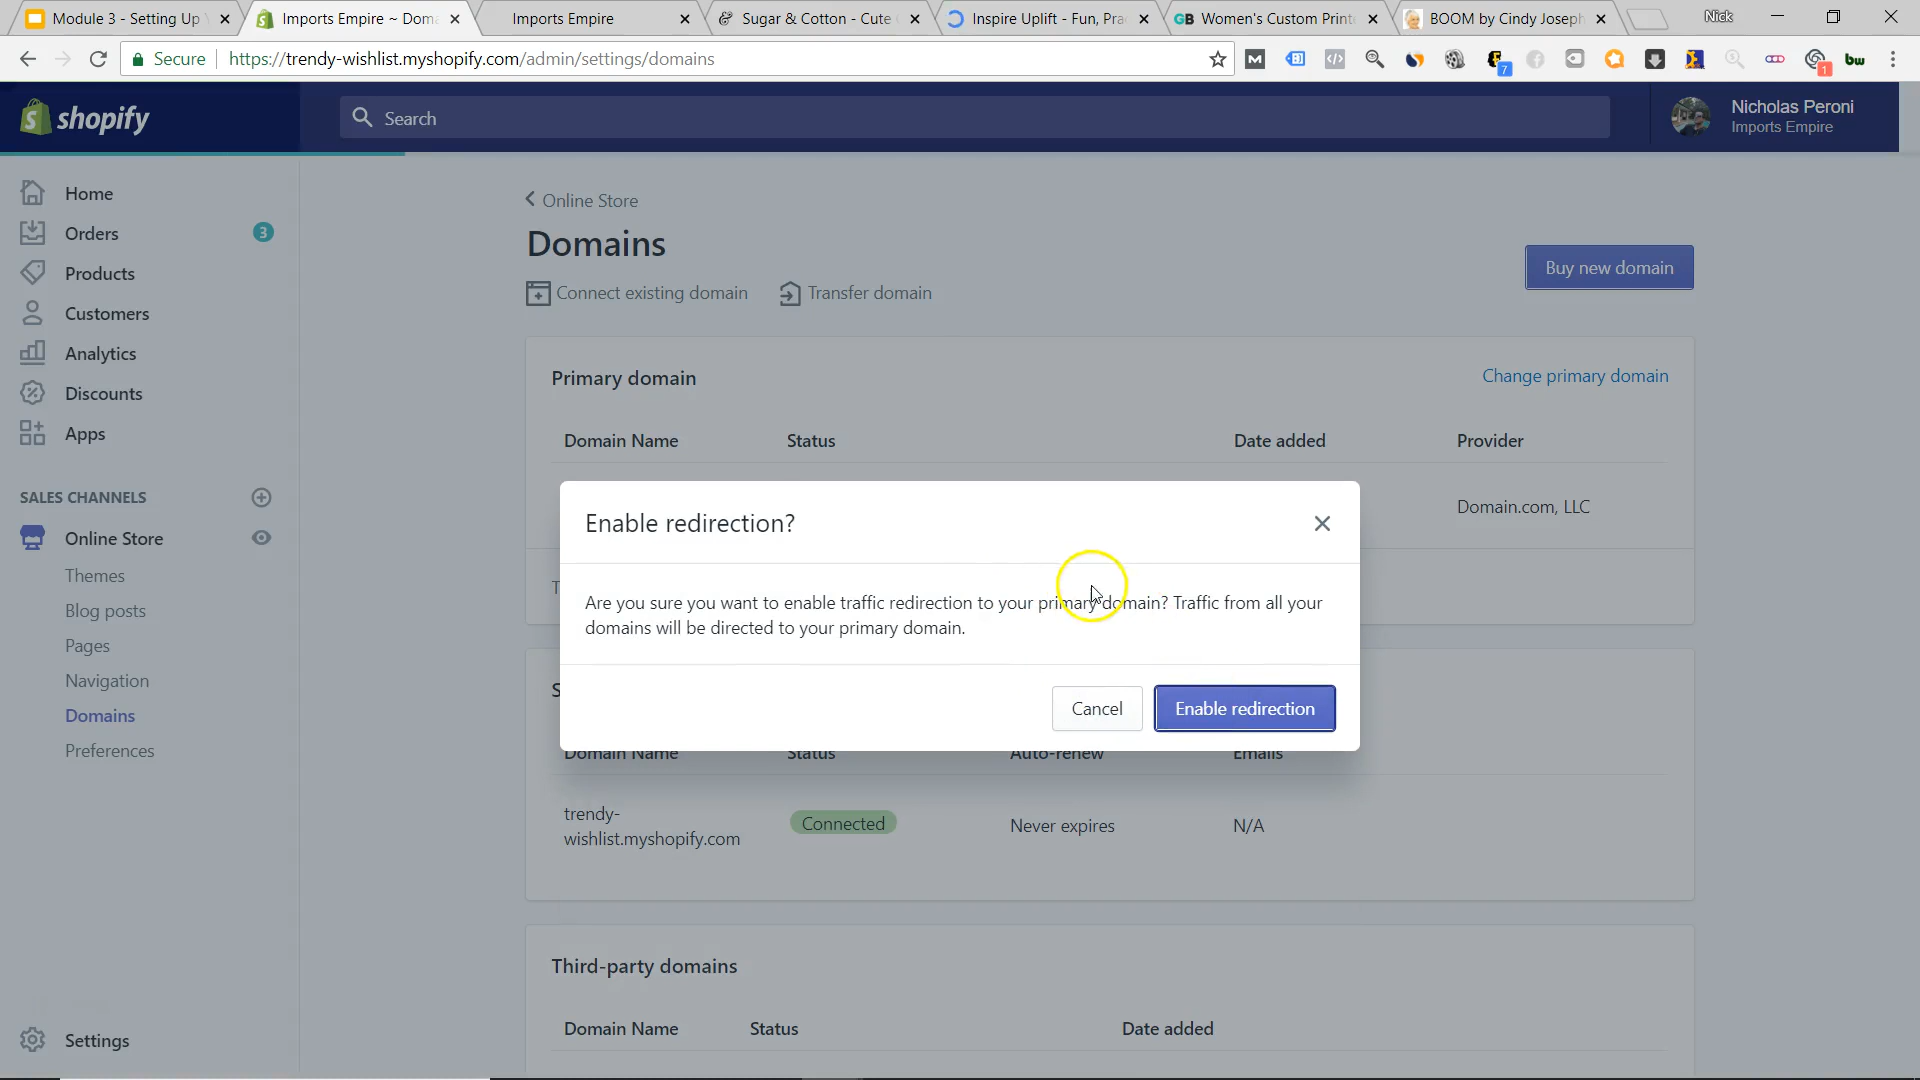 Module 3 - Setting Up
Imports Empire ~ Dom
Imports Empire
Sugar & Cotton - Cute
Inspire Uplift - Fun, Pra
Women's Custom Print
BOOM by Cindy Joseph
Nick
Secure
https://trendy-wishlist.myshopify.com/admin/settings/domains
7
1
bw
shopify
Search
Nicholas Peroni
Imports Empire
Home
Orders
3
Products
Customers
Analytics
Discounts
Apps
SALES CHANNELS
Online Store
Themes
Blog posts
Pages
Navigation
Domains
Preferences
Settings
Online Store
Domains
Buy new domain
Connect existing domain
Transfer domain
Primary domain
Change primary domain
Domain Name
Status
Date added
Provider
Domain.com, LLC
T
Enable redirection?
Are you sure you want to enable traffic redirection to your primary domain? Traffic from all your
domains will be directed to your primary domain.
Cancel
Enable redirection
S
Domain Name
Status
Auto-renew
Emails
trendy-
wishlist.myshopify.com
Connected
Never expires
N/A
Third-party domains
Domain Name
Status
Date added